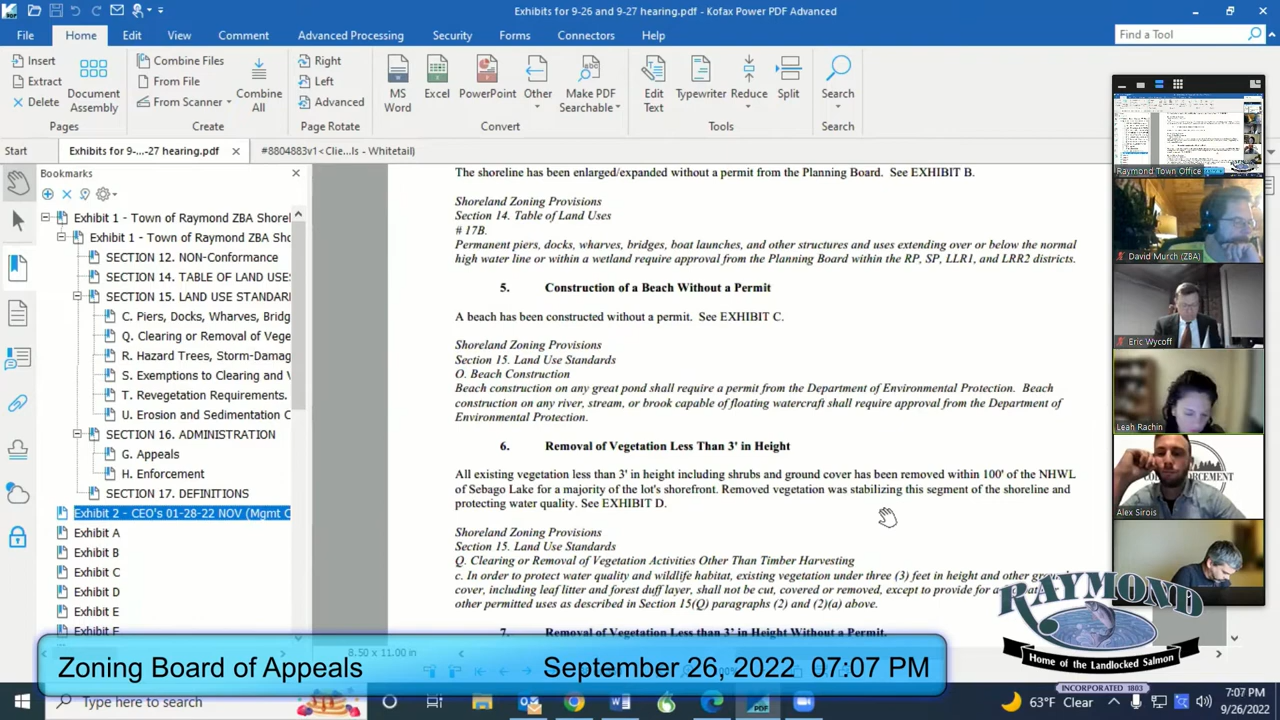 Exhibits for 9-26 and 9-27 hearing.pdf - Kofax Power PDF Advanced
File Home Edit View Comment Advanced Processing Security Forms Connectors Help
Find a Tool
Insert
Extract
Delete
Document Assembly
Pages
Combine Files
From File
From Scanner
Combine All
Create
Right
Left
Advanced
Page Rotate
MS Word
Excel
PowerPoint
Other
Make PDF Searchable
Convert
Edit Text
Typewriter
Reduce
Split
Tools
Search
Search
Start
Exhibits for 9-...-27 hearing.pdf
#8804883v1 <Clie...ls - Whitetail
Bookmarks
Exhibit 1 - Town of Raymond ZBA Shorel
Exhibit 1 - Town of Raymond ZBA Sho
SECTION 12. NON-Conformance
SECTION 14. TABLE OF LAND USE
SECTION 15. LAND USE STANDAR
C. Piers, Docks, Wharves, Bridg
Q. Clearing or Removal of Vege
R. Hazard Trees, Storm-Damag
S. Exemptions to Clearing and V
T. Revegetation Requirements.
U. Erosion and Sedimentation C
SECTION 16. ADMINISTRATION
G. Appeals
H. Enforcement
SECTION 17. DEFINITIONS
Exhibit 2 - CEO's 01-28-22 NOV (Mgmt C
Exhibit A
Exhibit B
Exhibit C
Exhibit D
Exhibit E
Exhibit F
The shoreline has been enlarged/expanded without a permit from the Planning Board. See EXHIBIT B.
Shoreland Zoning Provisions
Section 14. Table of Land Uses
# 17B.
Permanent piers, docks, wharves, bridges, boat launches, and other structures and uses extending over or below the normal
high water line or within a wetland require approval from the Planning Board within the RP, SP, LLR1, and LRR2 districts.
5. Construction of a Beach Without a Permit
A beach has been constructed without a permit. See EXHIBIT C.
Shoreland Zoning Provisions
Section 15. Land Use Standards
O. Beach Construction
Beach construction on any great pond shall require a permit from the Department of Environmental Protection. Beach
construction on any river, stream, or brook capable of floating watercraft shall require approval from the Department of
Environmental Protection.
6. Removal of Vegetation Less Than 3' in Height
All existing vegetation less than 3' in height including shrubs and ground cover has been removed within 100' of the NHWL
of Sebago Lake for a majority of the lot's shorefront. Removed vegetation was stabilizing this segment of the shoreline and
protecting water quality. See EXHIBIT D.
Shoreland Zoning Provisions
Section 15. Land Use Standards
Q. Clearing or Removal of Vegetation Activities Other Than Timber Harvesting
c. In order to protect water quality and wildlife habitat, existing vegetation under three (3) feet in height and other
cover, including leaf litter and forest duff layer, shall not be cut, covered or removed, except to provide for a
other permitted uses as described in Section 15(Q) paragraphs (2) and (2)(a) above.
7. Removal of Vegetation Less than 3' in Height Without a Permit.
8.50 x 11.00 in
Raymond Town Office
David Murch (ZBA)
Eric Wycoff
Leah Rachin
Alex Sirois
RAYMOND
Home of the Landlocked Salmon
INCORPORATED 1803
Zoning Board of Appeals September 26, 2022 07:07 PM
Type here to search
63°F Clear
7:07 PM
9/26/2022